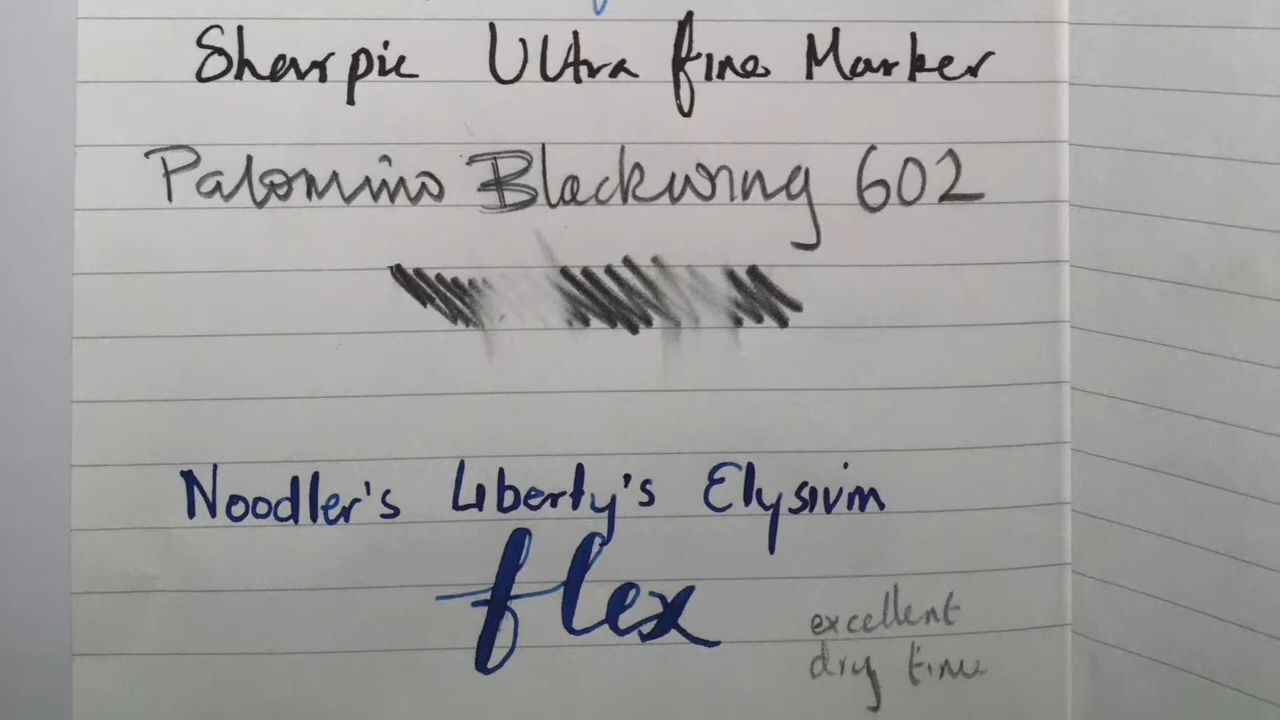 Sharpie Ultra fine Marker
Palomino Blackwing 602
Noodler's Liberty's Elysium
flex
excellent
dry time